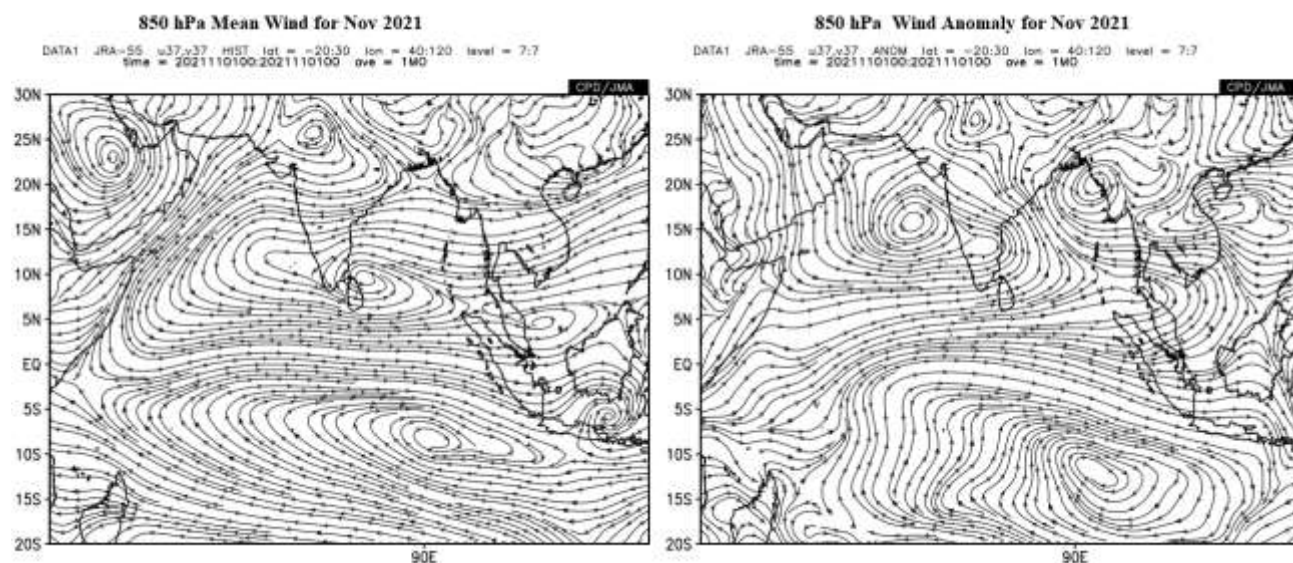 850 hPa Mean Wind for Nov 2021
DATA1 JRA-55 u37,v37 HIST lat = -20:30 lon = 40:120 level = 7:7
time = 2021110100:2021110100 ave = 1MO
CPD/JMA
30N
25N
20N
15N
10N
5N
EQ
5S
10S
15S
20S
90E
850 hPa Wind Anomaly for Nov 2021
DATA1 JRA-55 u37,v37 ANOM lat = -20:30 lon = 40:120 level = 7:7
time = 2021110100:2021110100 ave = 1MO
CPD/JMA
30N
25N
20N
15N
10N
5N
EQ
5S
10S
15S
20S
90E